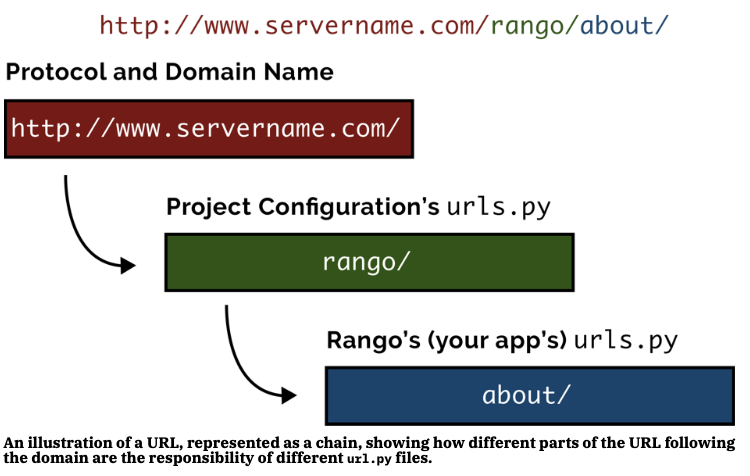 http://www.servername.com/rango/about/
Protocol and Domain Name
http://www.servername.com/
Project Configuration’s urls.py
rango/
Rango’s (your app’s) urls.py
about/
An illustration of a URL, represented as a chain, showing how different parts of the URL following
the domain are the responsibility of different url.py files.